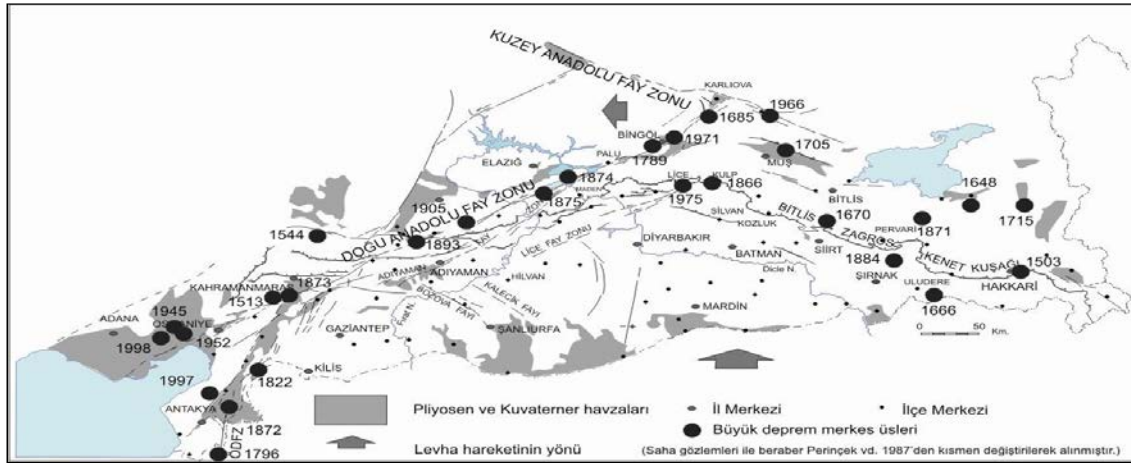 KUZEY ANADOLU FAY ZONU
KARLIOVA
1966
1685
BİNGÖL
1971
1705
1789
MUŞ
PALU
ELAZIĞ
1874
LİCE
KULP
1866
MADEN
1875
1975
BİTLİS
1648
1905
DOĞU ANADOLU FAY ZONU
BİTLİS ZAGROS KENET KUŞAĞI
1670
PERVARİ
1871
1715
SİLVAN
KOZLUK
1544
1893
LİCE FAY ZONU
DİYARBAKIR
BATMAN
SİİRT
1884
ŞIRNAK
1503
HAKKARİ
ADIYAMAN
ADIYAMAN
HİLVAN
Dicle N.
ULUDERE
1666
KAHRAMANMARAŞ
1873
1513
BOZOVA FAYI
KALECİK FAYI
MARDİN
0 50
Km.
1945
ADANA
OSMANİYE
1998
1952
GAZİANTEP
Fırat N.
ŞANLIURFA
1997
1822
KİLİS
ANTAKYA
1872
ÖDFZ
1796
Pliyosen ve Kuvaterner havzaları
İl Merkezi
İlçe Merkezi
Büyük deprem merkes üsleri
Levha hareketinin yönü
(Saha gözlemleri ile beraber Perinçek vd. 1987'den kısmen değiştirilerek alınmıştır.)